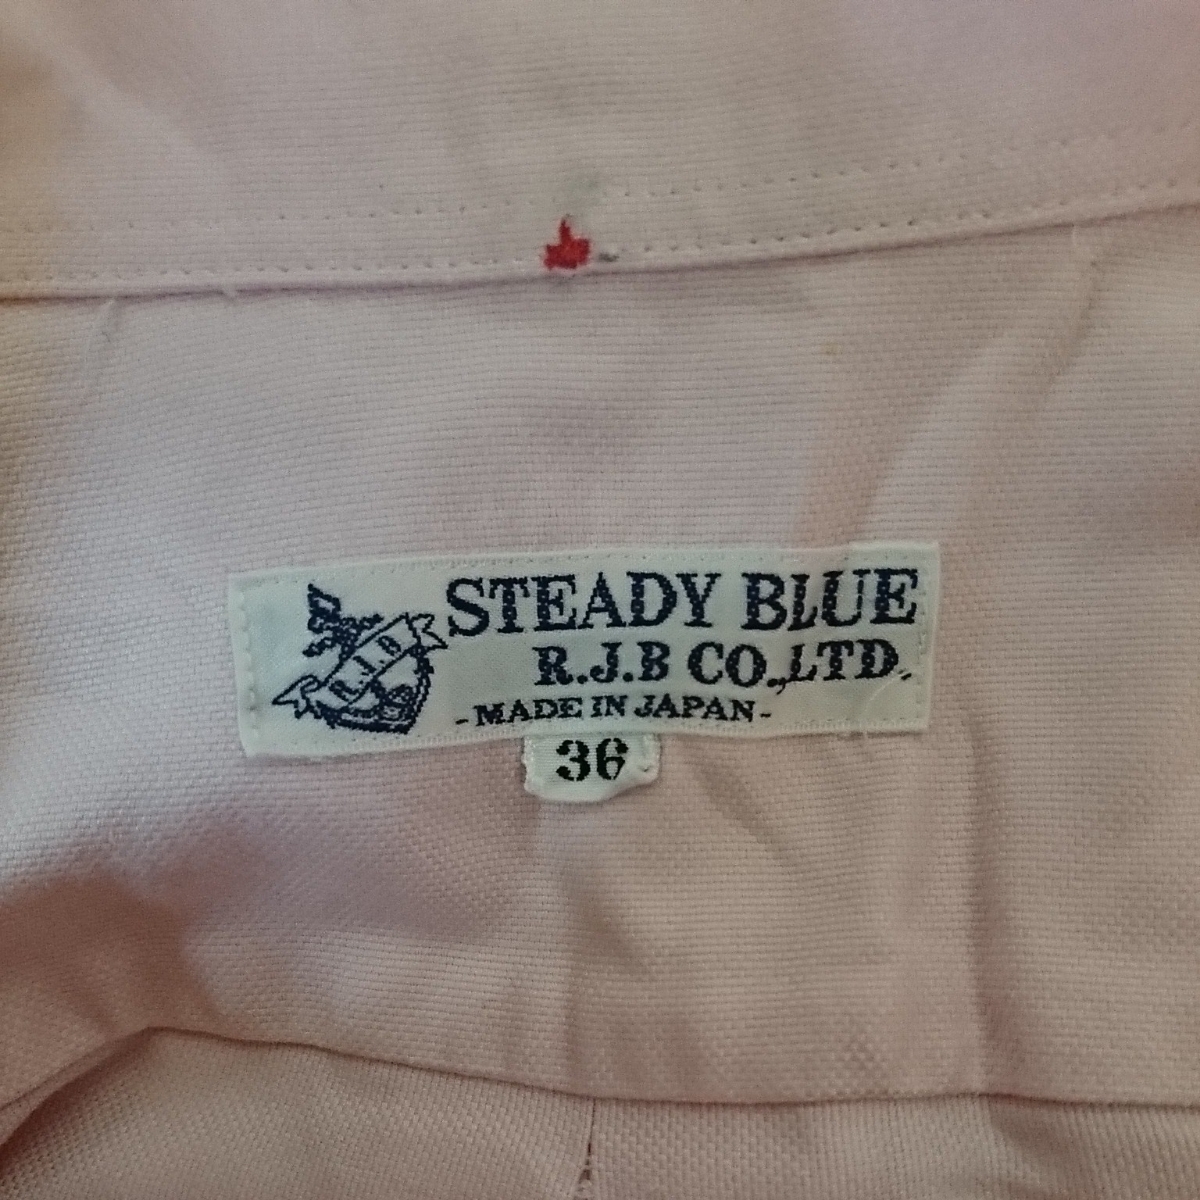 STEADY BLUE
R.J.B CO.,LTD.
R.J.B
-MADE IN JAPAN-
36